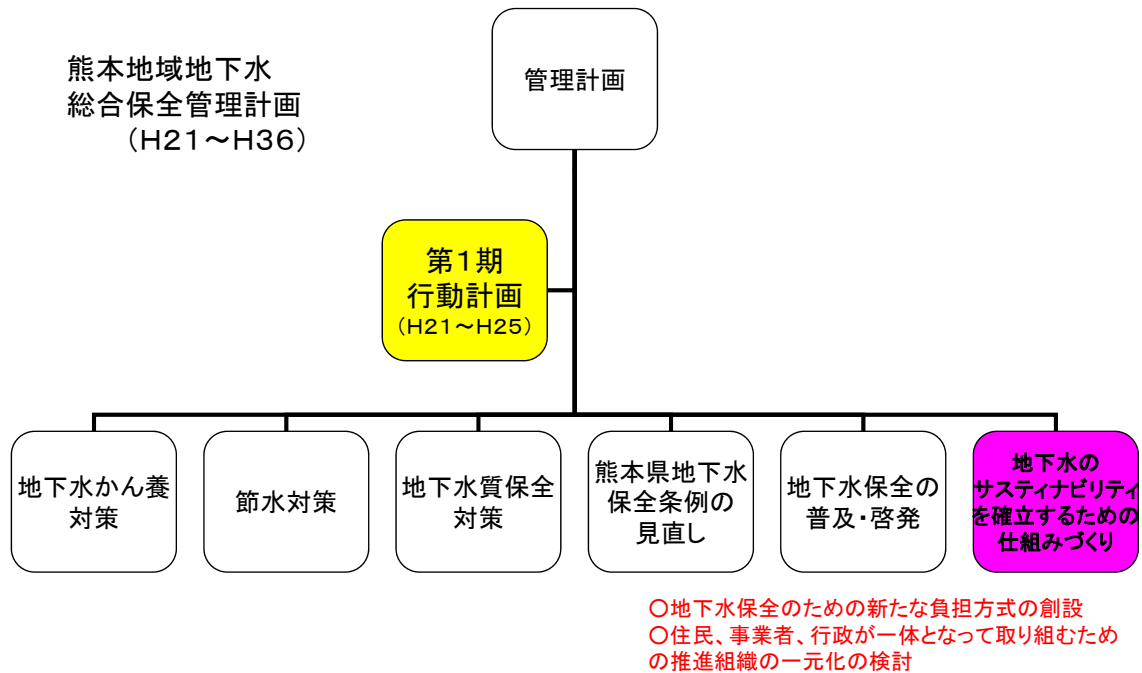 熊本地域地下水
総合保全管理計画
（H21～H36）
管理計画
第1期
行動計画
（H21～H25）
地下水かん養
対策
節水対策
地下水質保全
対策
熊本県地下水
保全条例の
見直し
地下水保全の
普及・啓発
地下水の
サスティナビリティ
を確立するための
仕組みづくり
○地下水保全のための新たな負担方式の創設
○住民、事業者、行政が一体となって取り組むため
の推進組織の一元化の検討